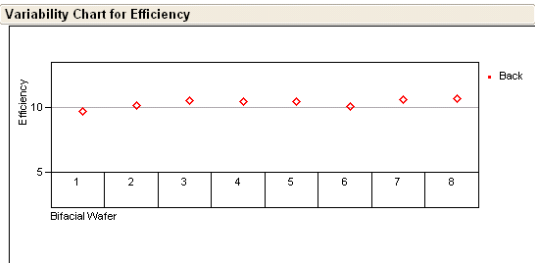 Variability Chart for Efficiency
Back
Efficiency
10
5
1 2 3 4 5 6 7 8
Bifacial Wafer